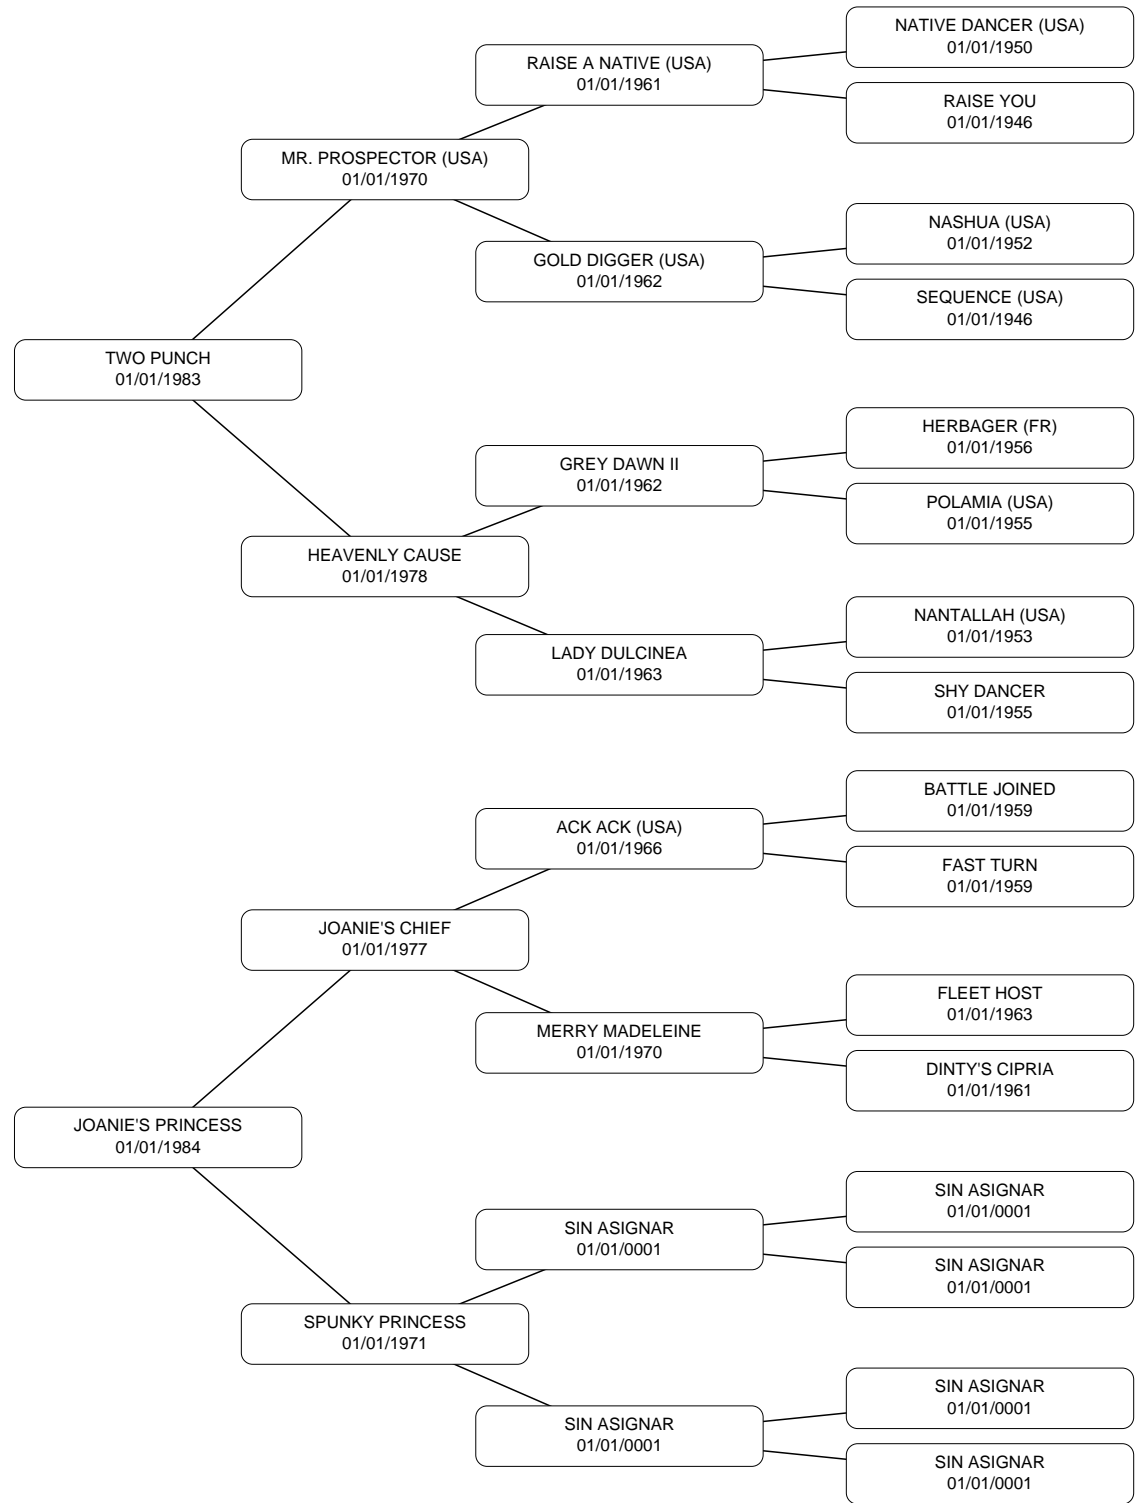 NATIVE DANCER (USA)
01/01/1950
RAISE A NATIVE (USA)
01/01/1961
RAISE YOU
01/01/1946
MR. PROSPECTOR (USA)
01/01/1970
NASHUA (USA)
01/01/1952
GOLD DIGGER (USA)
01/01/1962
SEQUENCE (USA)
01/01/1946
TWO PUNCH
01/01/1983
HERBAGER (FR)
01/01/1956
GREY DAWN II
01/01/1962
POLAMIA (USA)
01/01/1955
HEAVENLY CAUSE
01/01/1978
NANTALLAH (USA)
01/01/1953
LADY DULCINEA
01/01/1963
SHY DANCER
01/01/1955
BATTLE JOINED
01/01/1959
ACK ACK (USA)
01/01/1966
FAST TURN
01/01/1959
JOANIE'S CHIEF
01/01/1977
FLEET HOST
01/01/1963
MERRY MADELEINE
01/01/1970
DINTY'S CIPRIA
01/01/1961
JOANIE'S PRINCESS
01/01/1984
SIN ASIGNAR
01/01/0001
SIN ASIGNAR
01/01/0001
SIN ASIGNAR
01/01/0001
SPUNKY PRINCESS
01/01/1971
SIN ASIGNAR
01/01/0001
SIN ASIGNAR
01/01/0001
SIN ASIGNAR
01/01/0001